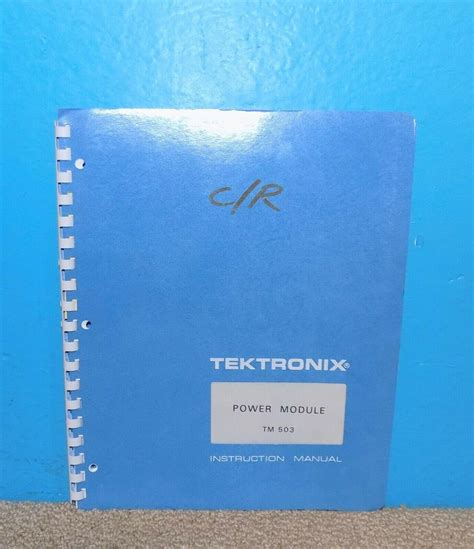 C/R
TEKTRONIX®
POWER MODULE
TM 503
INSTRUCTION MANUAL